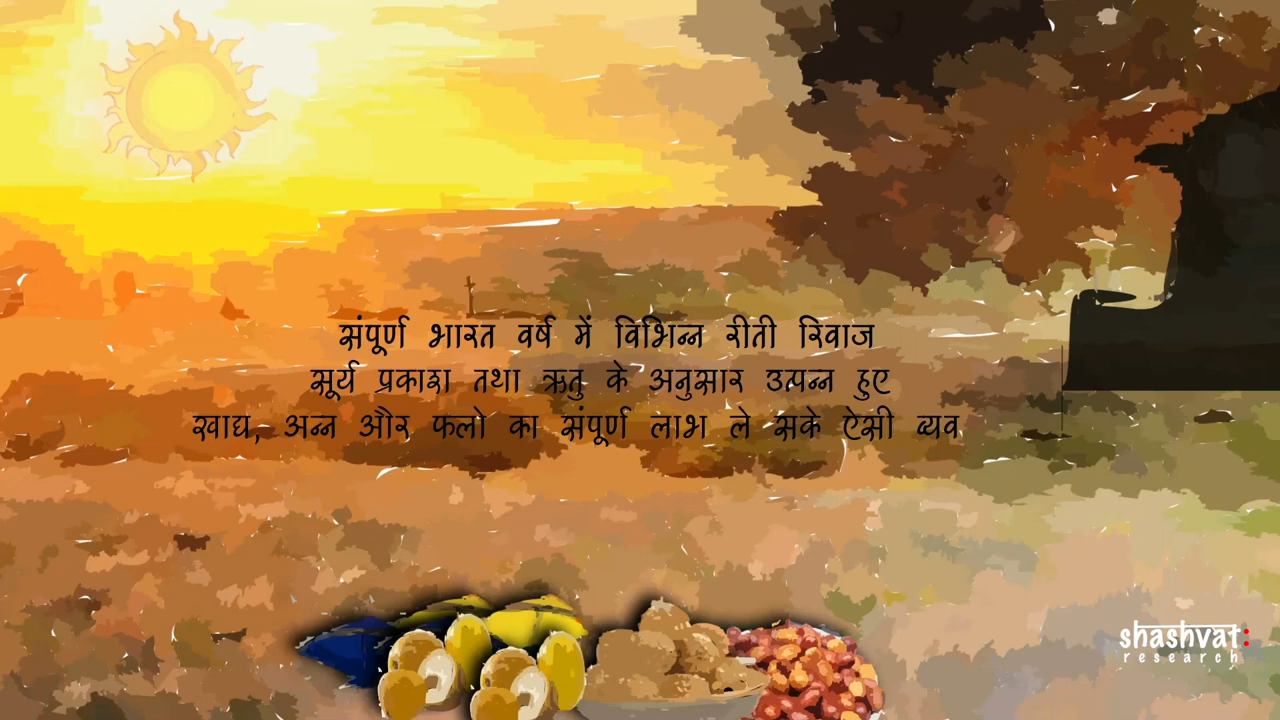 संपूर्ण भारत वर्ष में विभिन्न रीती रिवाज
सूर्य प्रकाश तथा ऋतु के अनुसार उत्पन्न हुए
खाद्य, अन्न और फलो का संपूर्ण लाभ ले सके ऐसी व्यव
shashvat:
research